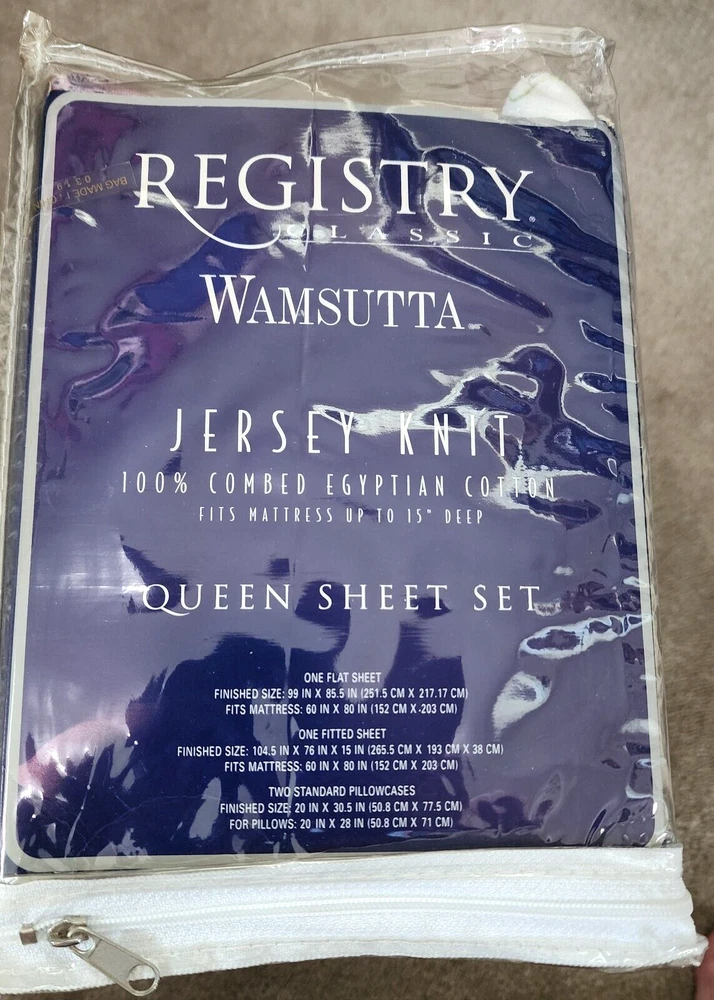 REGISTRY®
CLASSIC
WAMSUTTA
JERSEY KNIT
100% COMBED EGYPTIAN COTTON
FITS MATTRESS UP TO 15" DEEP
QUEEN SHEET SET
ONE FLAT SHEET
FINISHED SIZE: 99 IN X 85.5 IN (251.5 CM X 217.17 CM)
FITS MATTRESS: 60 IN X 80 IN (152 CM X 203 CM)
ONE FITTED SHEET
FINISHED SIZE: 104.5 IN X 76 IN X 15 IN (265.5 CM X 193 CM X 38 CM)
FITS MATTRESS: 60 IN X 80 IN (152 CM X 203 CM)
TWO STANDARD PILLOWCASES
FINISHED SIZE: 20 IN X 30.5 IN (50.8 CM X 77.5 CM)
FOR PILLOWS: 20 IN X 28 IN (50.8 CM X 71 CM)
BAG MADE